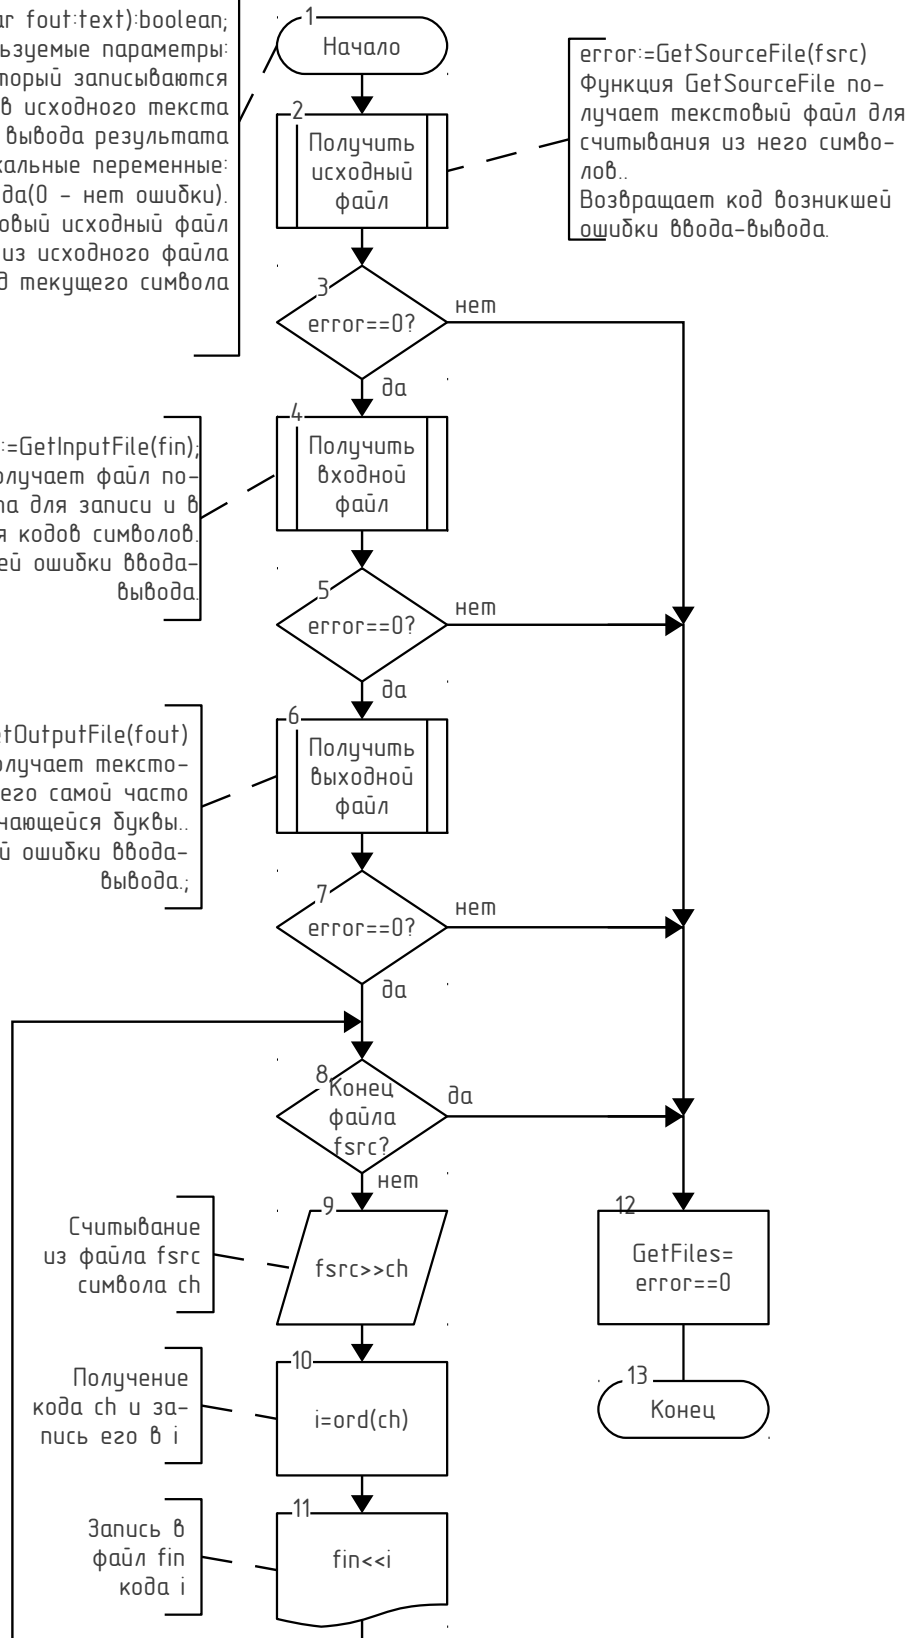 ar fout:text):boolean;
ьзуемые параметры:
оторый записываются
в исходного текста
вывода результата
кальные переменные:
да(0 - нет ошибки).
овый исходный файл
из исходного файла
д текущего символа
1
Начало
2
Получить
исходный
файл
error:=GetSourceFile(fsrc)
Функция GetSourceFile по-
лучает текстовый файл для
считывания из него симво-
лов..
Возвращает код возникшей
ошибки ввода-вывода.
3
error==0?
нет
да
4
Получить
входной
файл
:=GetInputFile(fin);
олучает файл по-
па для записи и в
я кодов символов.
ей ошибки ввода-
вывода.
5
error==0?
нет
да
6
Получить
выходной
файл
etOutputFile(fout)
олучает тексто-
его самой часто
чающейся буквы..
й ошибки ввода-
вывода.;
7
error==0?
нет
да
8
Конец
файла
fsrc?
да
нет
9
fsrc>>ch
Считывание
из файла fsrc
символа ch
10
i=ord(ch)
Получение
кода ch и за-
пись его в i
11
fin<<i
Запись в
файл fin
кода i
12
GetFiles=
error==0
13
Конец